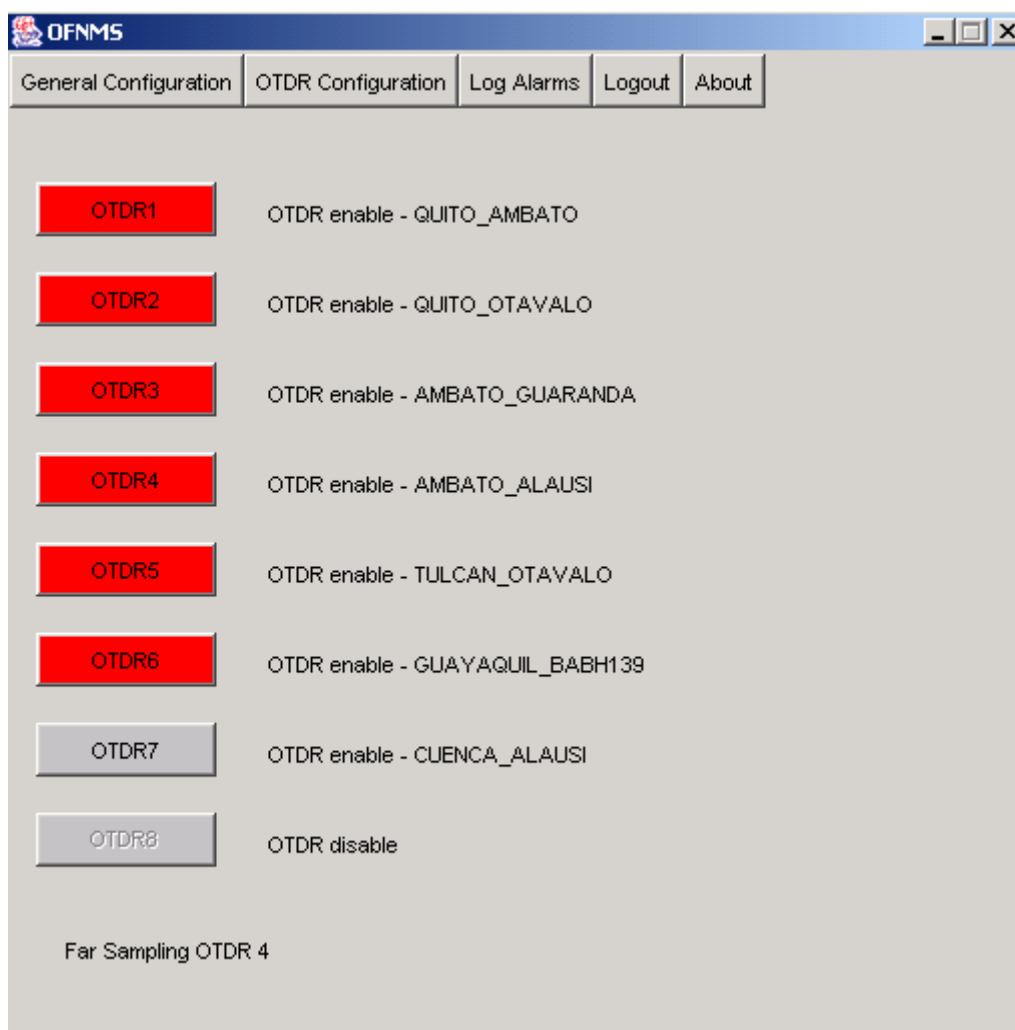 OFNMS
General Configuration OTDR Configuration Log Alarms Logout About
OTDR1 OTDR enable - QUITO_AMBATO
OTDR2 OTDR enable - QUITO_OTAVALO
OTDR3 OTDR enable - AMBATO_GUARANDA
OTDR4 OTDR enable - AMBATO_ALAUSI
OTDR5 OTDR enable - TULCAN_OTAVALO
OTDR6 OTDR enable - GUAYAQUIL_BABH139
OTDR7 OTDR enable - CUENCA_ALAUSI
OTDR8 OTDR disable
Far Sampling OTDR 4